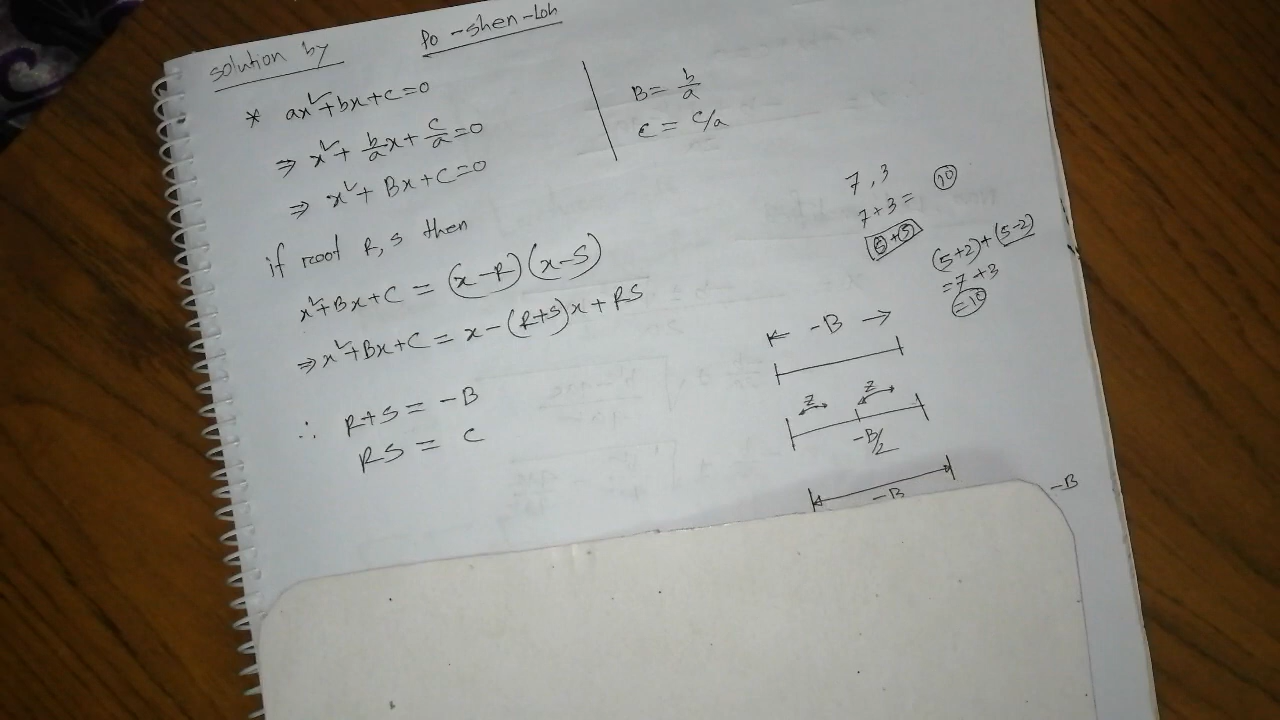 solution by Po-shen-Loh
* ax²+bx+c=0
⇒ x²+ b/a x+ c/a =0
⇒ x²+ Bx+C=0
B= b/a
C = c/a
if root R,S then
x²+Bx+C = (x-R)(x-S)
⇒x²+Bx+C = x-(R+S)x+RS
∴ R+S = -B
RS = C
7,3
7+3= 10
5+5
(5+2)+(5-2)
=7+3
=10
-B
z z
-B/2
-B
-B